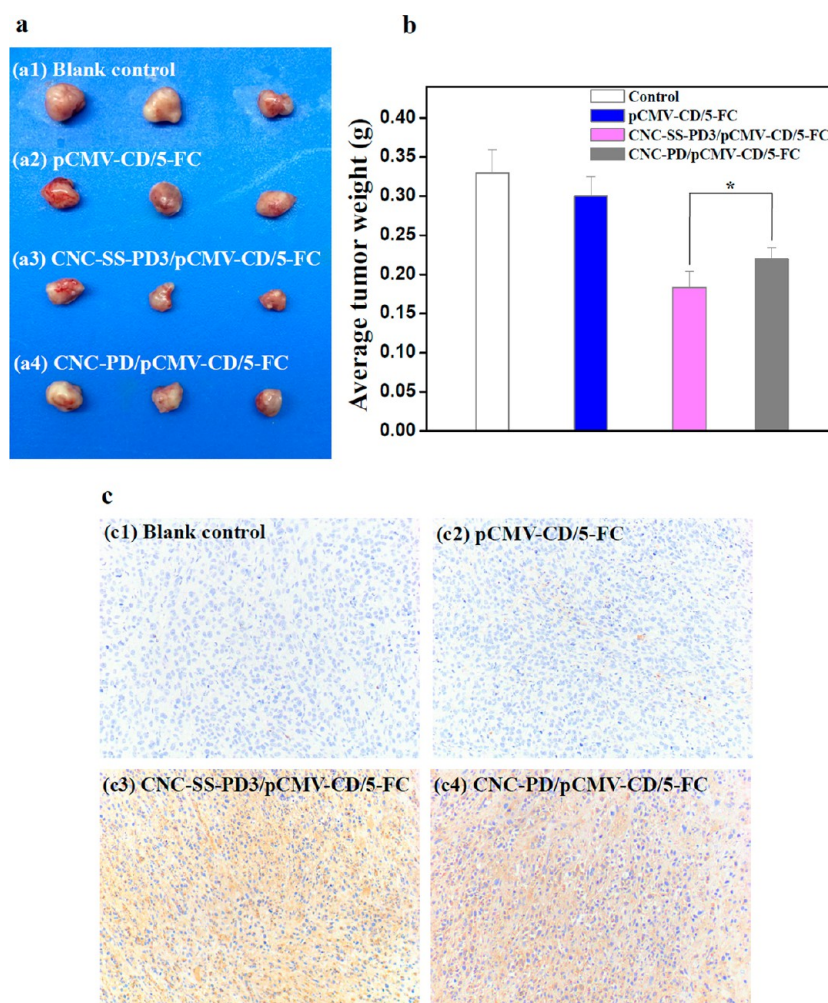 a
(a1) Blank control
(a2) pCMV-CD/5-FC
(a3) CNC-SS-PD3/pCMV-CD/5-FC
(a4) CNC-PD/pCMV-CD/5-FC
b
Average tumor weight (g)
0.40
0.35
0.30
0.25
0.20
0.15
0.10
0.05
0.00
Control
pCMV-CD/5-FC
CNC-SS-PD3/pCMV-CD/5-FC
CNC-PD/pCMV-CD/5-FC
*
c
(c1) Blank control
(c2) pCMV-CD/5-FC
(c3) CNC-SS-PD3/pCMV-CD/5-FC
(c4) CNC-PD/pCMV-CD/5-FC